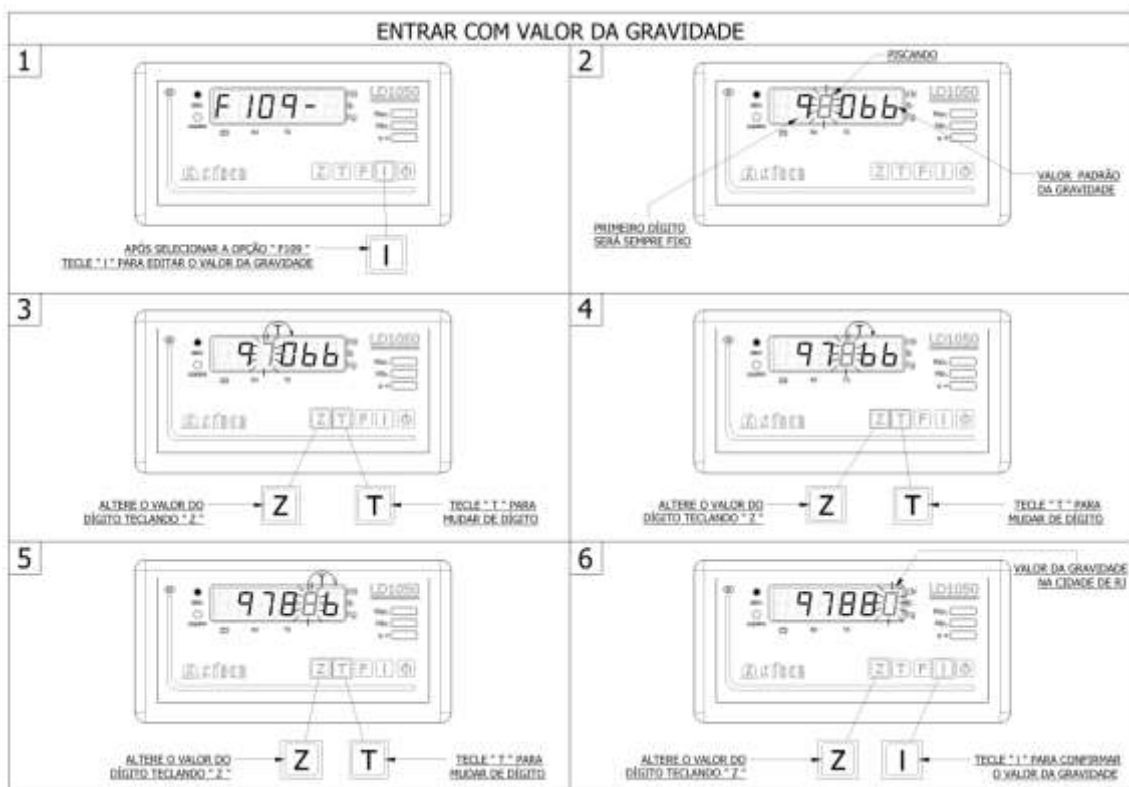 ENTRAR COM VALOR DA GRAVIDADE
1
F109-
LD1050
Z T F I
APÓS SELECIONAR A OPÇÃO " F109 "
TECLE " I " PARA EDITAR O VALOR DA GRAVIDADE
I
2
PISCANDO
980bb
LD1050
Z T F I
VALOR PADRÃO
DA GRAVIDADE
PRIMEIRO DÍGITO
SERÁ SEMPRE FIXO
3
T
970bb
LD1050
Z T F I
ALTERE O VALOR DO
DÍGITO TECLANDO " Z "
Z
T
TECLE " T " PARA
MUDAR DE DÍGITO
4
T
978bb
LD1050
Z T F I
ALTERE O VALOR DO
DÍGITO TECLANDO " Z "
Z
T
TECLE " T " PARA
MUDAR DE DÍGITO
5
T
9788b
LD1050
Z T F I
ALTERE O VALOR DO
DÍGITO TECLANDO " Z "
Z
T
TECLE " T " PARA
MUDAR DE DÍGITO
6
VALOR DA GRAVIDADE
NA CIDADE DE RJ
97880
LD1050
Z T F I
ALTERE O VALOR DO
DÍGITO TECLANDO " Z "
Z
I
TECLE " I " PARA CONFIRMAR
O VALOR DA GRAVIDADE